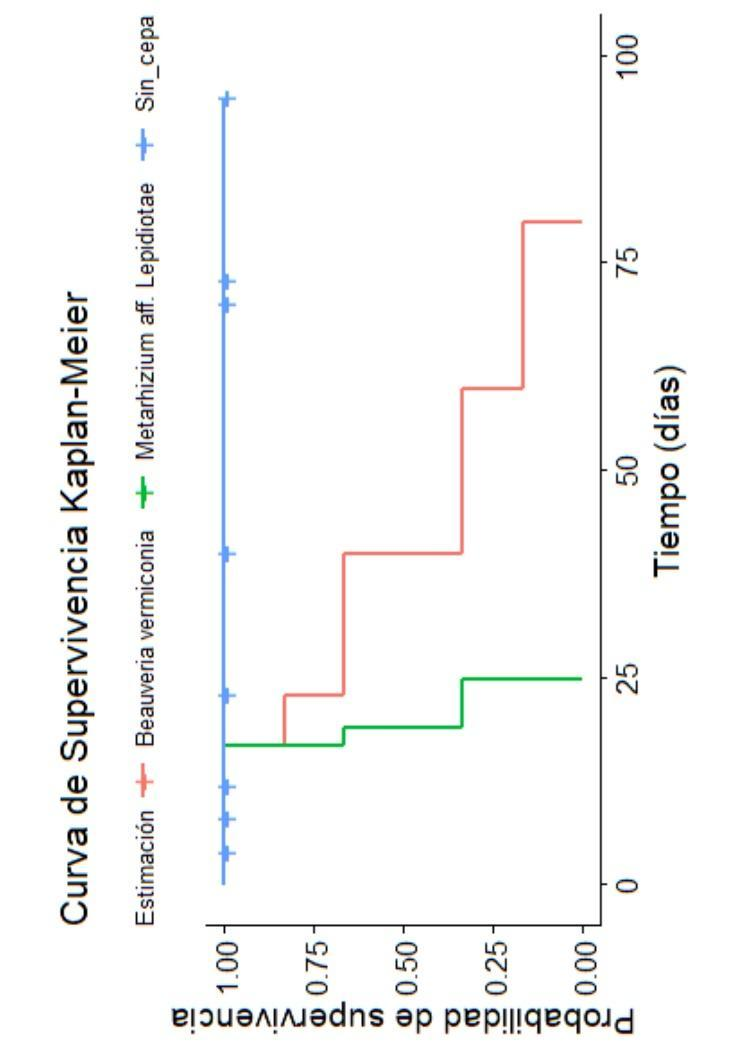 Curva de Supervivencia Kaplan-Meier
Estimación Beauveria vermiconia Metarhizium aff. Lepidiotae Sin_cepa
Probabilidad de supervivencia
1.00
0.75
0.50
0.25
0.00
0 25 50 75 100
Tiempo (días)